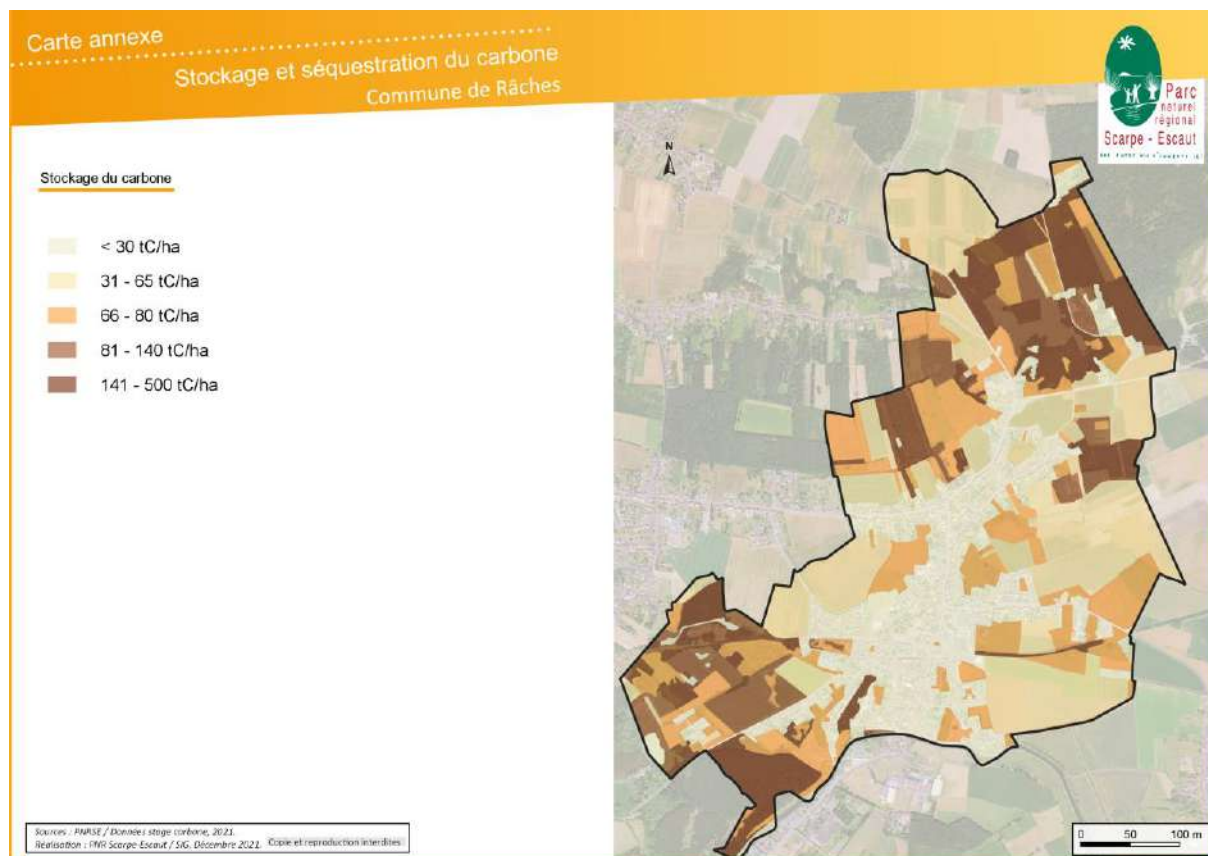 Carte annexe
Stockage et séquestration du carbone
Commune de Râches
Parc
naturel
régional
Scarpe - Escaut
N
Stockage du carbone
< 30 tC/ha
31 - 65 tC/ha
66 - 80 tC/ha
81 - 140 tC/ha
141 - 500 tC/ha
Sources : PNRSE / Données stage carbone, 2021.
Réalisation : PNR Scarpe-Escaut / SIG, Décembre 2021. Copie et reproduction interdites
0 50 100 m